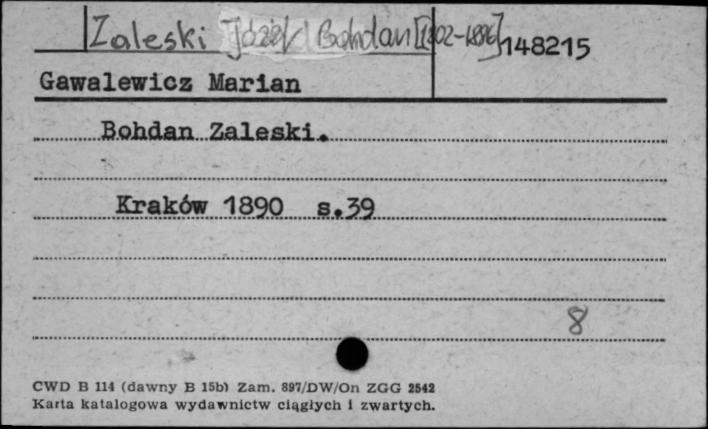 Zaleski Józef Bohdan [1802-1886] 148215
Gawalewicz Marian
Bohdan Zaleski.
Kraków 1890 s.39
8
CWD B 114 (dawny B 15b) Zam. 897/DW/On ZGG 2542
Karta katalogowa wydawnictw ciągłych i zwartych.